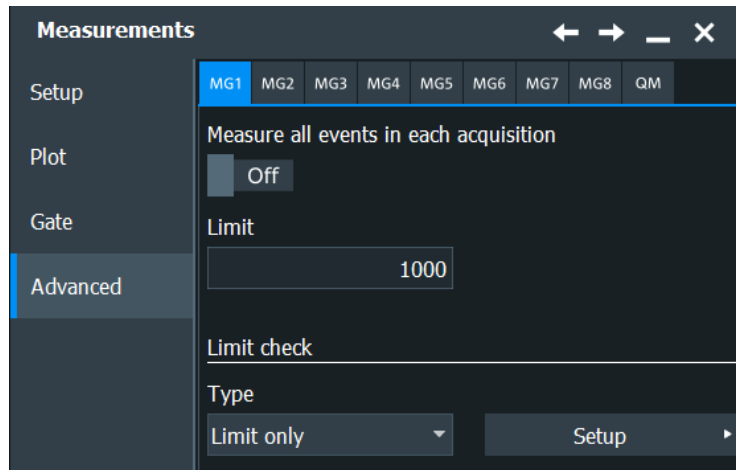 Measurements
Setup
Plot
Gate
Advanced
MG1 MG2 MG3 MG4 MG5 MG6 MG7 MG8 QM
Measure all events in each acquisition
Off
Limit
1000
Limit check
Type
Limit only
Setup